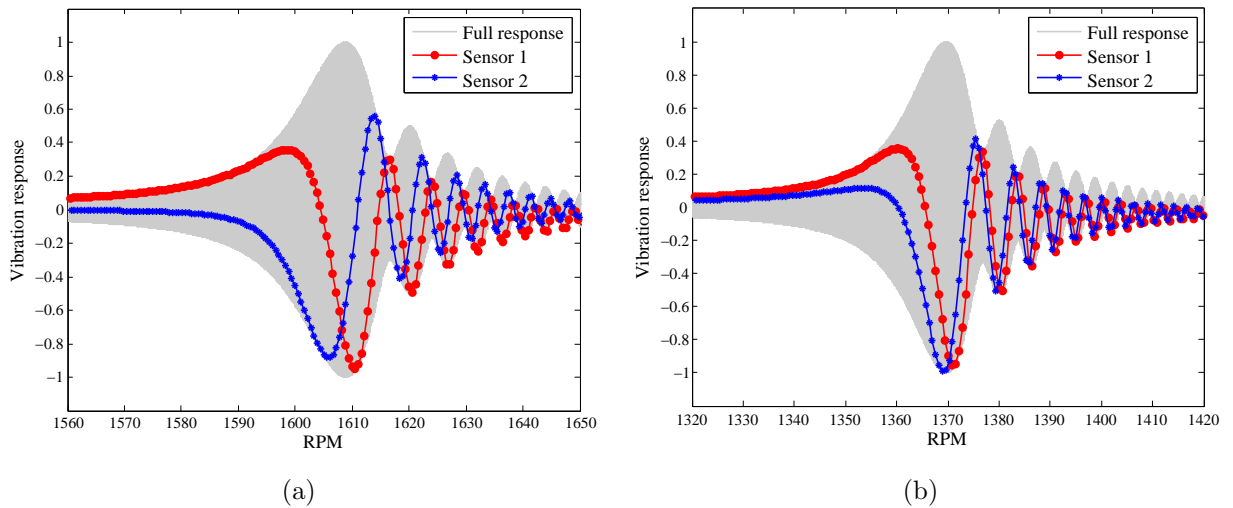 Full response
Sensor 1
Sensor 2
1
0.8
0.6
0.4
0.2
0
−0.2
−0.4
−0.6
−0.8
−1
Vibration response
1560 1570 1580 1590 1600 1610 1620 1630 1640 1650
RPM
(a)
Full response
Sensor 1
Sensor 2
1
0.8
0.6
0.4
0.2
0
−0.2
−0.4
−0.6
−0.8
−1
Vibration response
1320 1330 1340 1350 1360 1370 1380 1390 1400 1410 1420
RPM
(b)